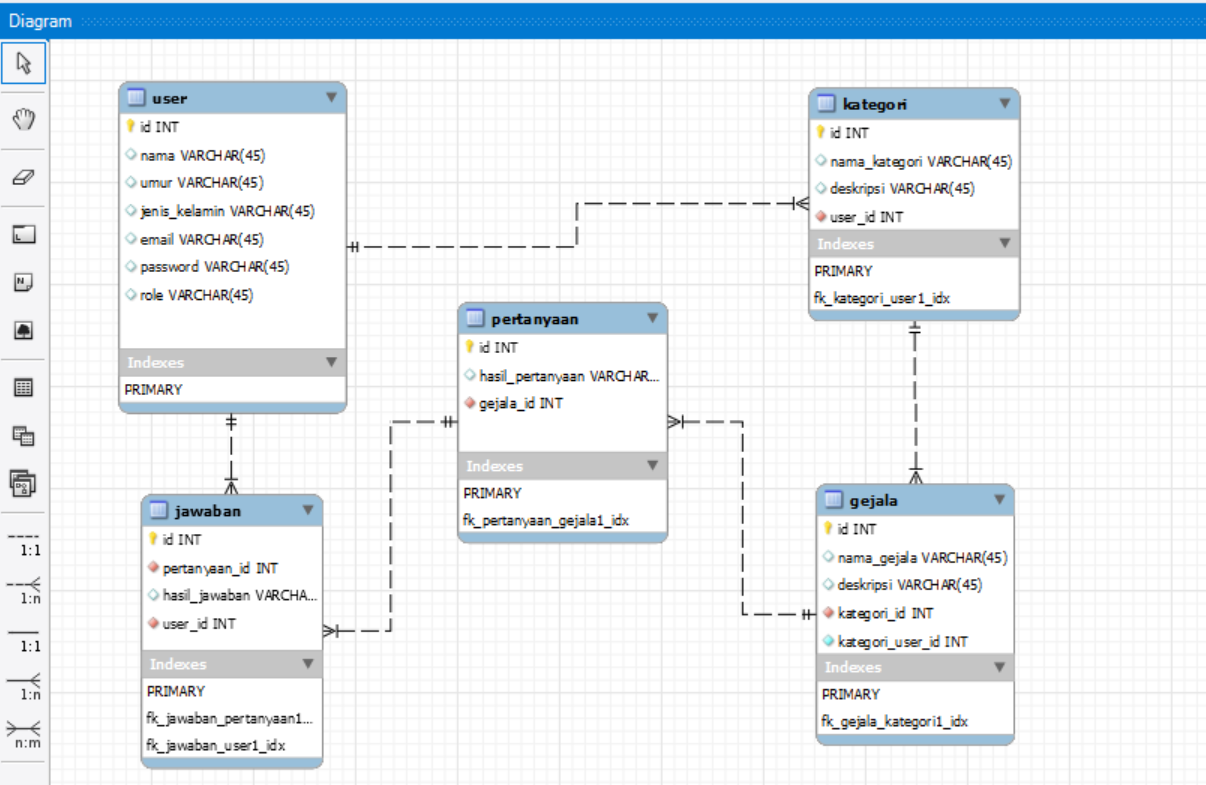 Diagram
user
id INT
nama VARCHAR(45)
umur VARCHAR(45)
jenis_kelamin VARCHAR(45)
email VARCHAR(45)
password VARCHAR(45)
role VARCHAR(45)
Indexes
PRIMARY
kategori
id INT
nama_kategori VARCHAR(45)
deskripsi VARCHAR(45)
user_id INT
Indexes
PRIMARY
fk_kategori_user1_idx
pertanyaan
id INT
hasil_pertanyaan VARCHAR...
gejala_id INT
Indexes
PRIMARY
fk_pertanyaan_gejala1_idx
jawaban
id INT
pertanyaan_id INT
hasil_jawaban VARCHA...
user_id INT
Indexes
PRIMARY
fk_jawaban_pertanyaan1...
fk_jawaban_user1_idx
gejala
id INT
nama_gejala VARCHAR(45)
deskripsi VARCHAR(45)
kategori_id INT
kategori_user_id INT
Indexes
PRIMARY
fk_gejala_kategori1_idx
1:1
1:n
1:1
1:n
n:m